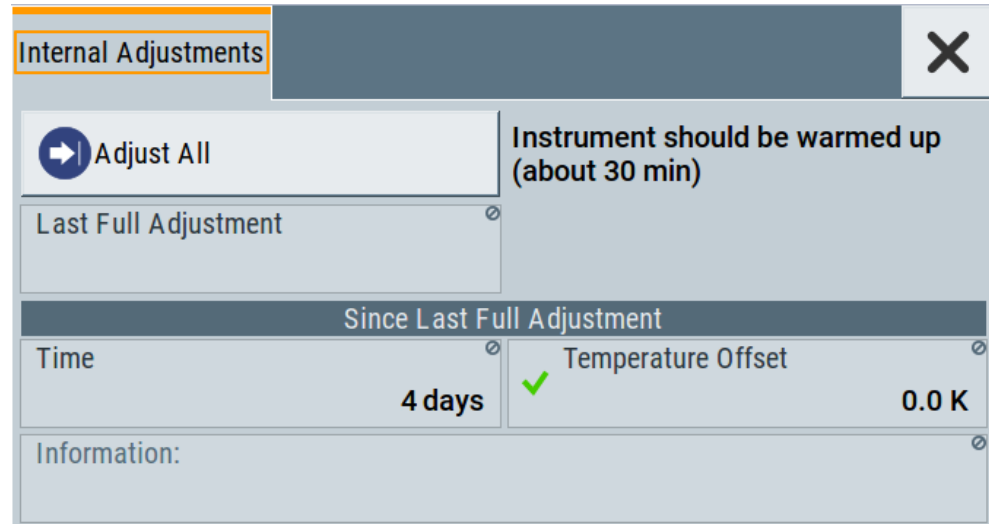 Internal Adjustments
Adjust All
Instrument should be warmed up
(about 30 min)
Last Full Adjustment
Since Last Full Adjustment
Time
4 days
Temperature Offset
0.0 K
Information: